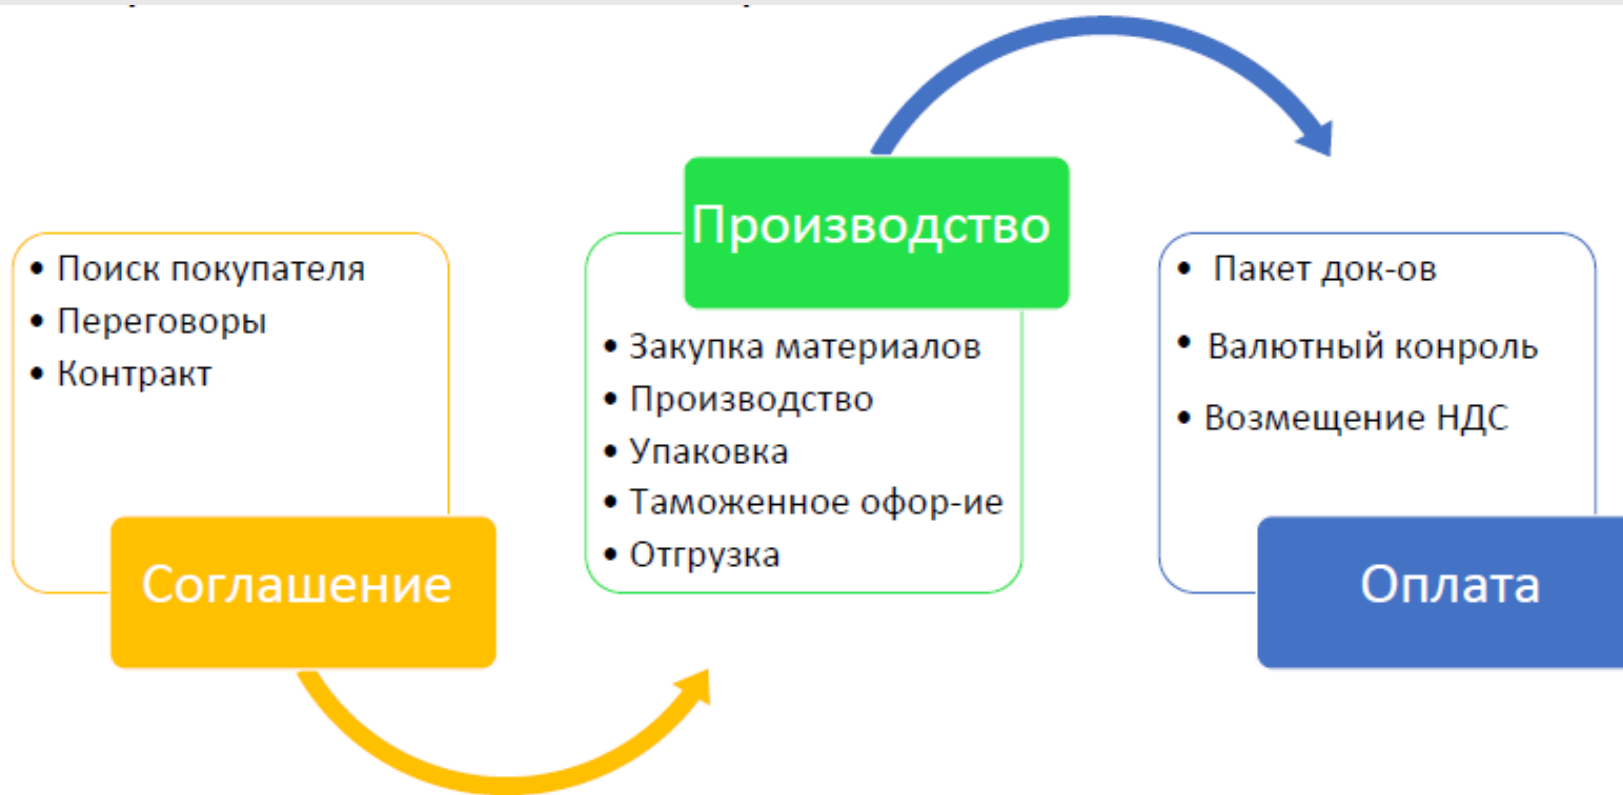 • Поиск покупателя
• Переговоры
• Контракт
Соглашение
Производство
• Закупка материалов
• Производство
• Упаковка
• Таможенное офор-ие
• Отгрузка
• Пакет док-ов
• Валютный конроль
• Возмещение НДС
Оплата